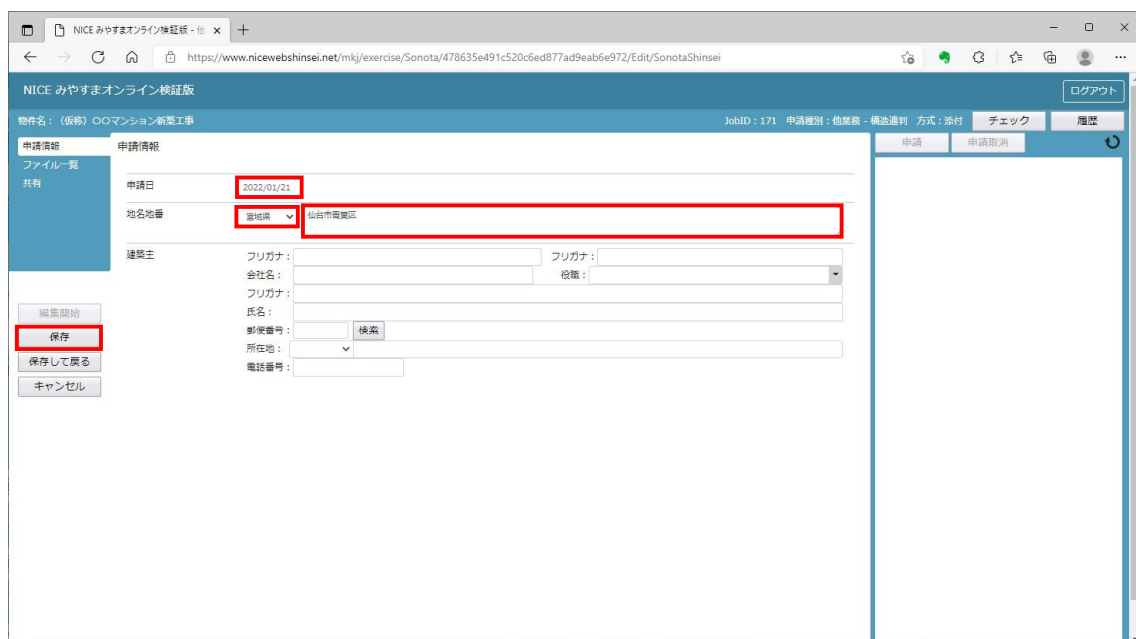 NICE みやすまオンライン検証版 - 他
https://www.nicewebshinsei.net/mkj/exercise/Sonota/478635e491c520c6ed877ad9eab6e972/Edit/SonotaShinsei
NICE みやすまオンライン検証版 ログアウト
物件名：（仮称）〇〇マンション新築工事 JobID：171 申請種別：他業務 - 構造適判 方式：添付 チェック 履歴
申請情報 申請情報 申請 申請取消
ファイル一覧
共有 申請日 2022/01/21
地名地番 宮城県 仙台市青葉区
建築主 フリガナ： フリガナ：
会社名： 役職：
フリガナ：
編集開始 氏名：
保存 郵便番号： 検索
保存して戻る 所在地：
電話番号：
キャンセル